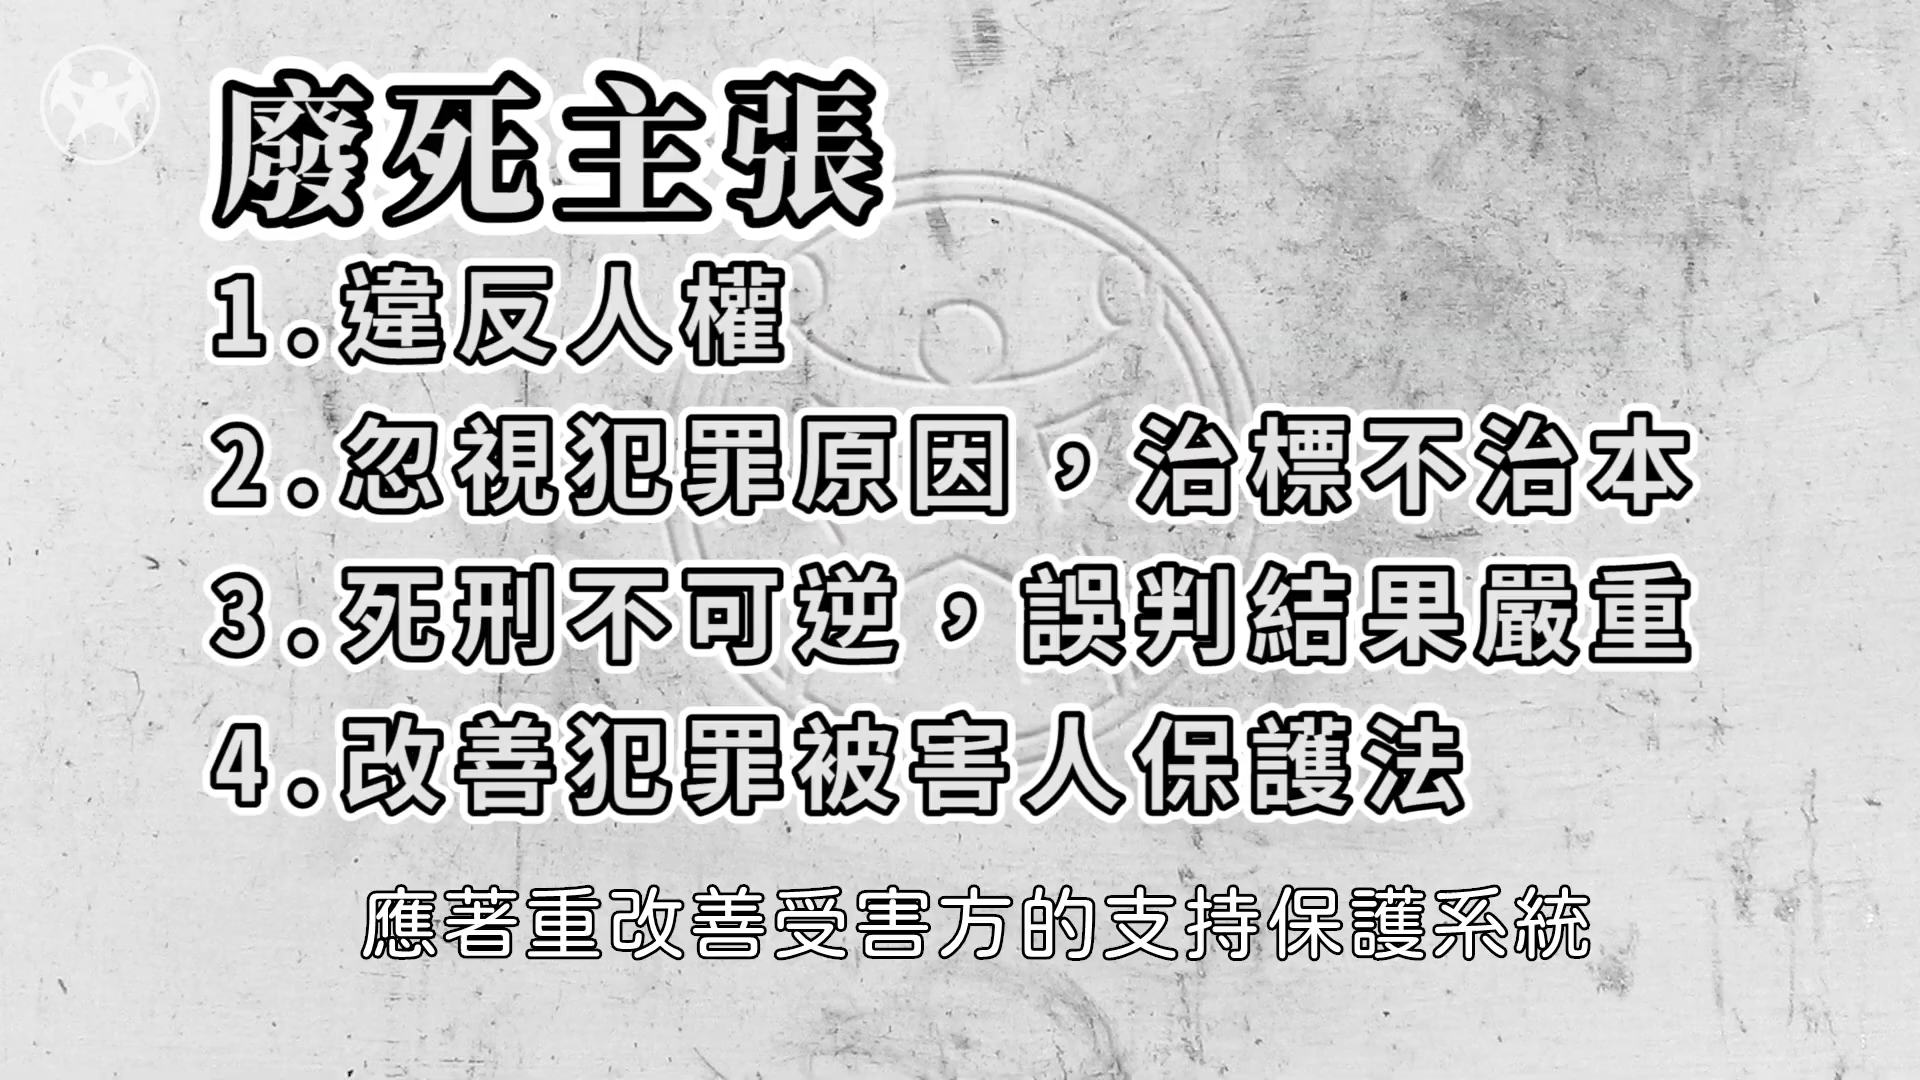 廢死主張
1.違反人權
2.忽視犯罪原因，治標不治本
3.死刑不可逆，誤判結果嚴重
4.改善犯罪被害人保護法
應著重改善受害方的支持保護系統